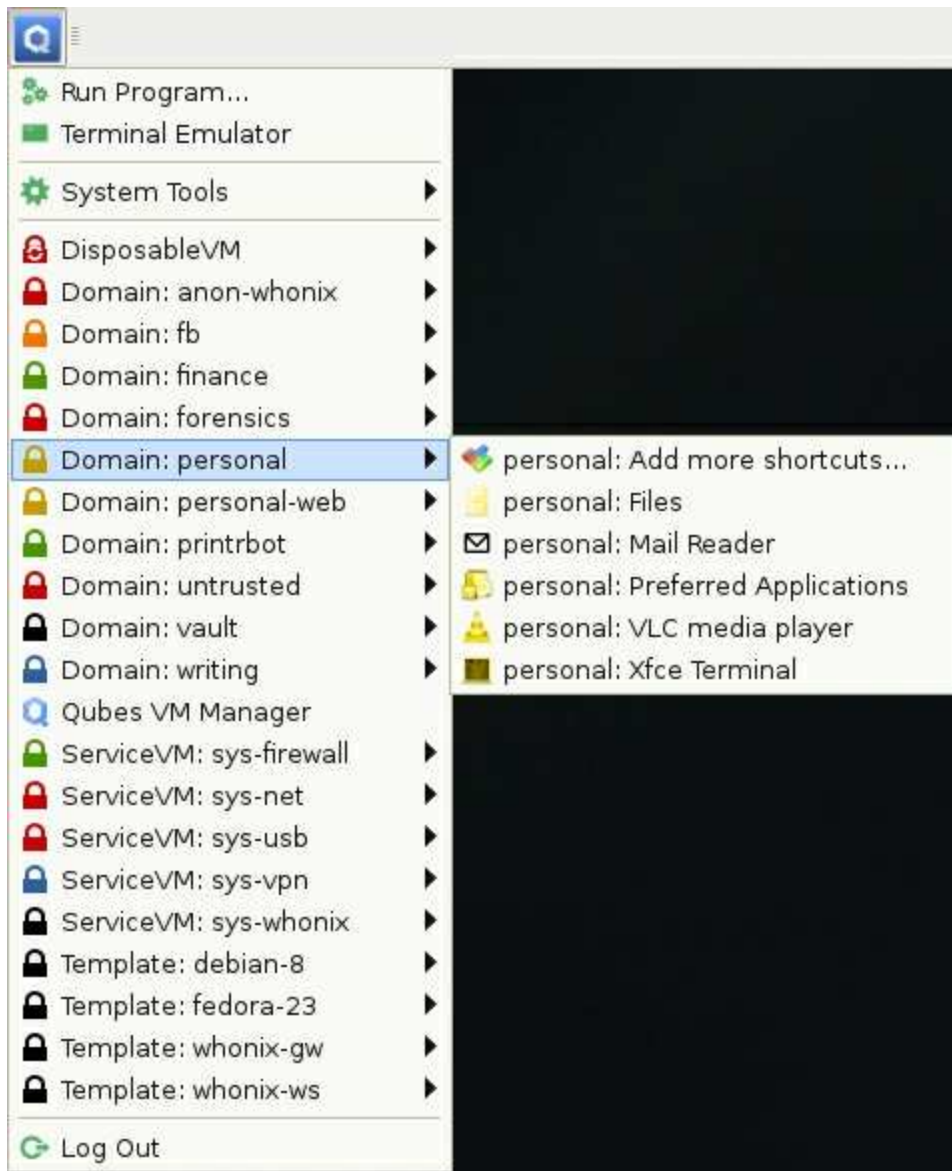 Run Program...
Terminal Emulator
System Tools
DisposableVM
Domain: anon-whonix
Domain: fb
Domain: finance
Domain: forensics
Domain: personal
Domain: personal-web
Domain: printrbot
Domain: untrusted
Domain: vault
Domain: writing
Qubes VM Manager
ServiceVM: sys-firewall
ServiceVM: sys-net
ServiceVM: sys-usb
ServiceVM: sys-vpn
ServiceVM: sys-whonix
Template: debian-8
Template: fedora-23
Template: whonix-gw
Template: whonix-ws
Log Out
personal: Add more shortcuts...
personal: Files
personal: Mail Reader
personal: Preferred Applications
personal: VLC media player
personal: Xfce Terminal